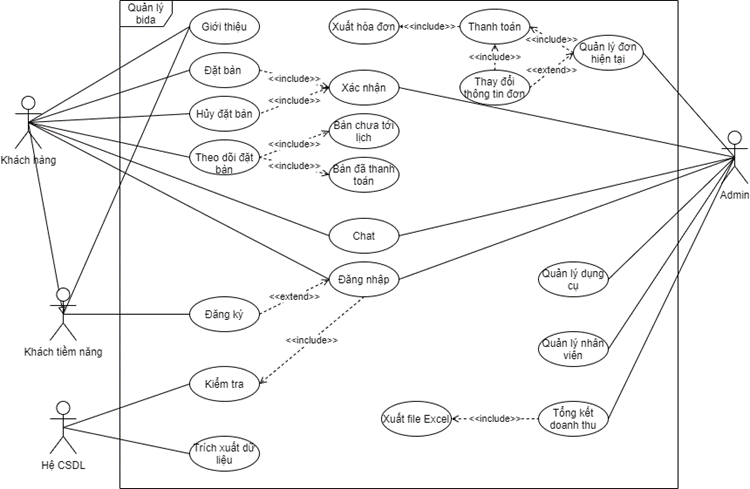 Quản lý
bida
Giới thiệu
Xuất hóa đơn
<<include>>
Thanh toán
<<include>>
Quản lý đơn
hiện tại
<<include>>
<<extend>>
Thay đổi
thông tin đơn
Đặt bàn
<<include>>
Xác nhận
Hủy đặt bàn
<<include>>
Bàn chưa tới
lịch
<<include>>
Theo dõi đặt
bàn
<<include>>
Bàn đã thanh
toán
Khách hàng
Admin
Chat
Đăng nhập
Quản lý dụng
cụ
<<extend>>
Đăng ký
Khách tiềm năng
<<include>>
Quản lý nhân
viên
Kiểm tra
Xuất file Excel
<<include>>
Tổng kết
doanh thu
Trích xuất dữ
liệu
Hệ CSDL